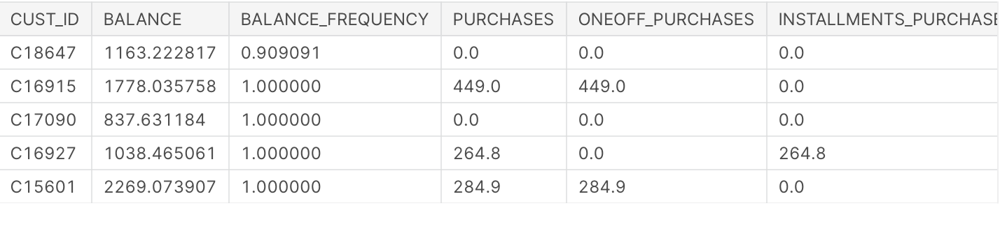 CUST_ID BALANCE BALANCE_FREQUENCY PURCHASES ONEOFF_PURCHASES INSTALLMENTS_PURCHASE
C18647 1163.222817 0.909091 0.0 0.0 0.0
C16915 1778.035758 1.000000 449.0 449.0 0.0
C17090 837.631184 1.000000 0.0 0.0 0.0
C16927 1038.465061 1.000000 264.8 0.0 264.8
C15601 2269.073907 1.000000 284.9 284.9 0.0